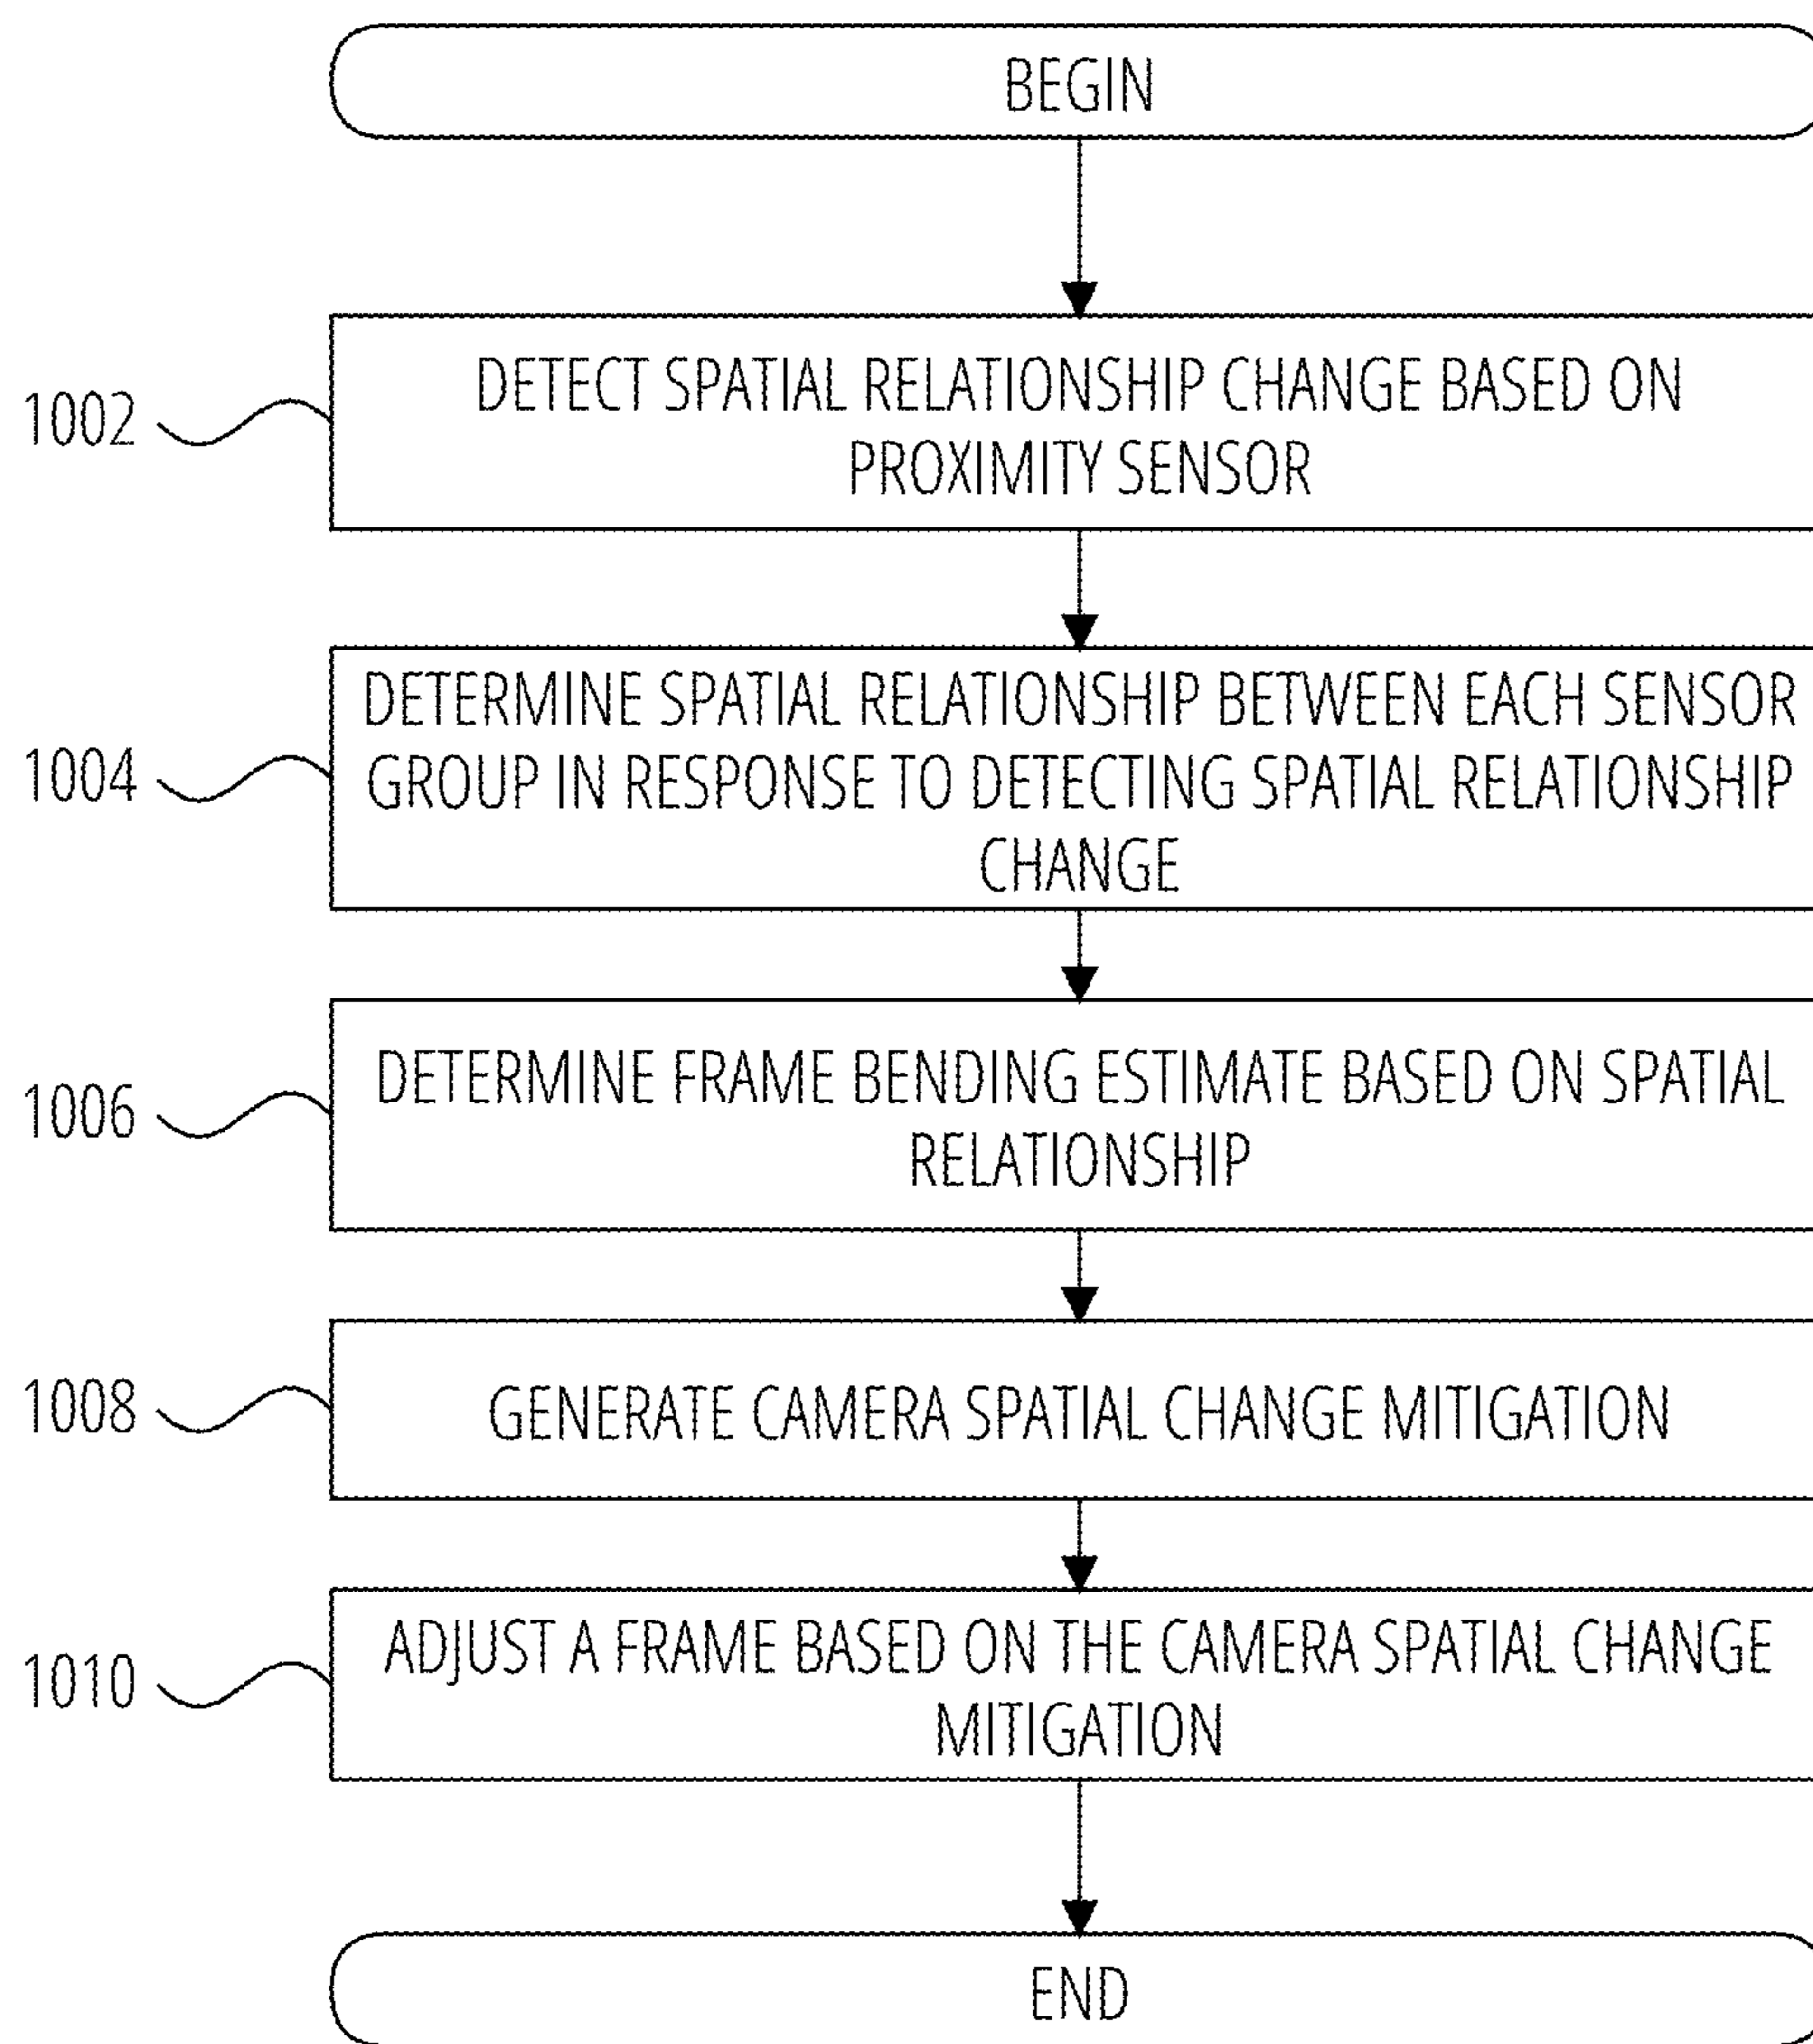 BEGIN
1002
DETECT SPATIAL RELATIONSHIP CHANGE BASED ON
PROXIMITY SENSOR
1004
DETERMINE SPATIAL RELATIONSHIP BETWEEN EACH SENSOR
GROUP IN RESPONSE TO DETECTING SPATIAL RELATIONSHIP
CHANGE
1006
DETERMINE FRAME BENDING ESTIMATE BASED ON SPATIAL
RELATIONSHIP
1008
GENERATE CAMERA SPATIAL CHANGE MITIGATION
1010
ADJUST A FRAME BASED ON THE CAMERA SPATIAL CHANGE
MITIGATION
END